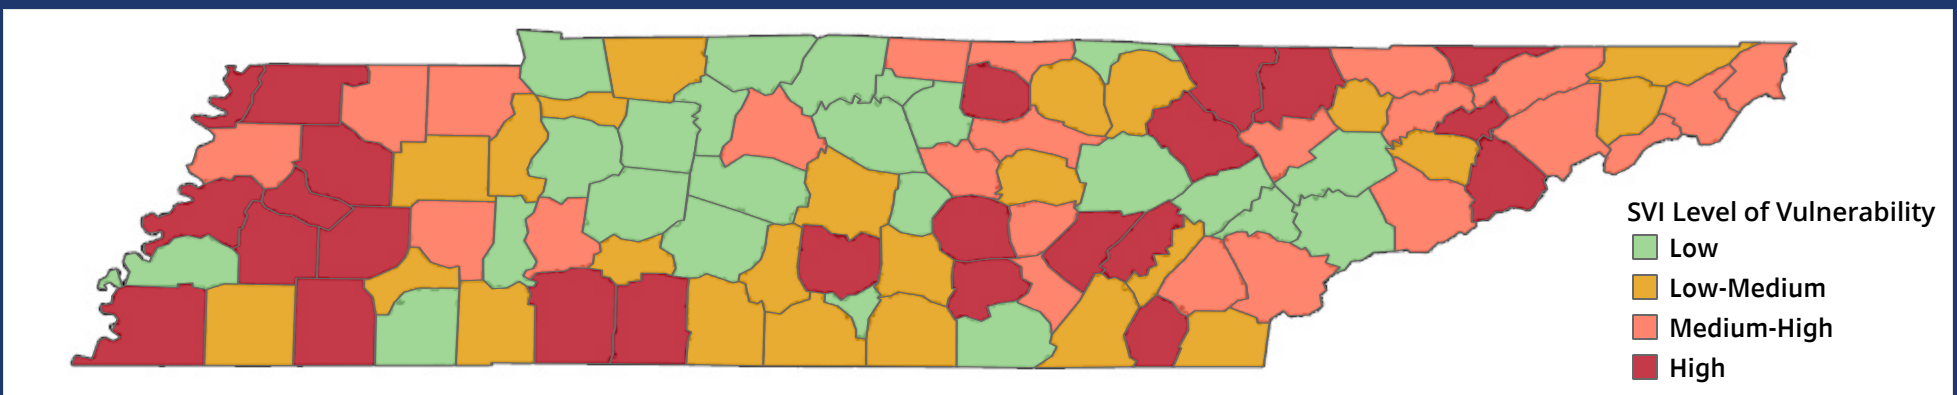 SVI Level of Vulnerability
Low
Low-Medium
Medium-High
High